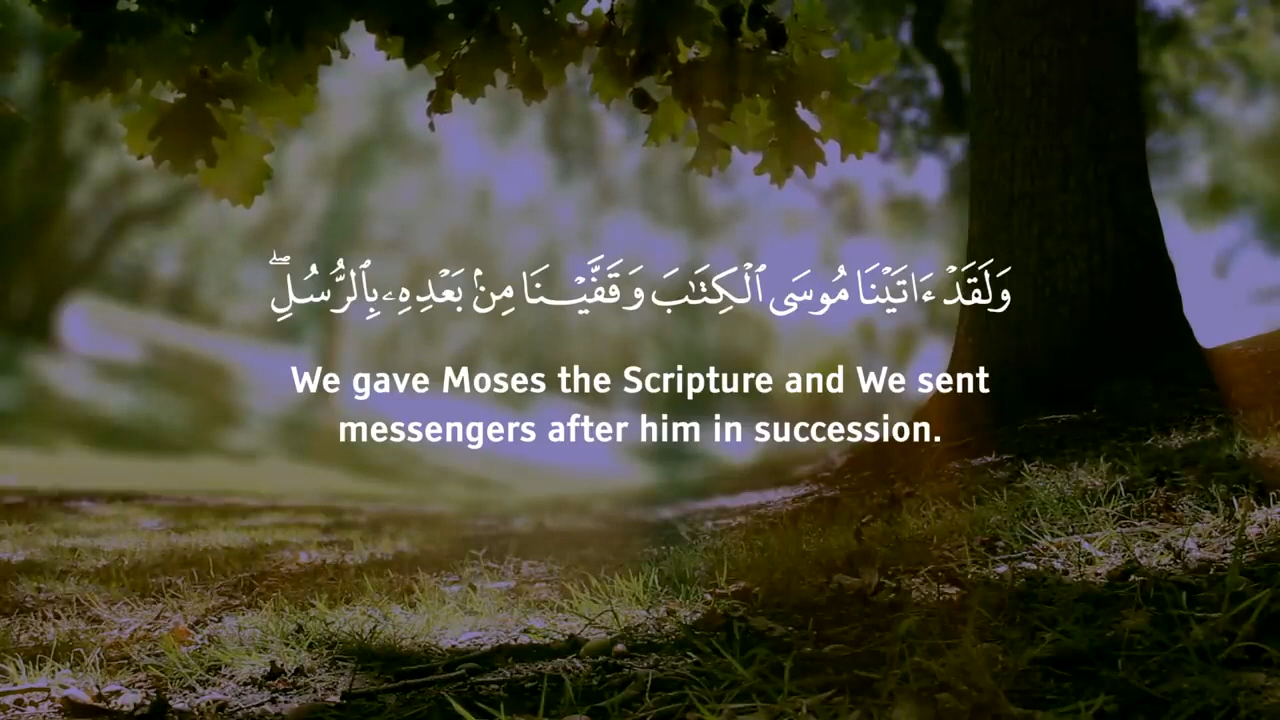 وَلَقَدْ ءَاتَيْنَا مُوسَى ٱلْكِتَٰبَ وَقَفَّيْنَا مِنۢ بَعْدِهِۦ بِٱلرُّسُلِ ۖ
We gave Moses the Scripture and We sent
messengers after him in succession.